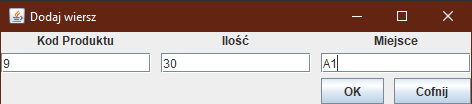 Dodaj wiersz
Kod Produktu Ilość Miejsce
9 30 A1
OK Cofnij